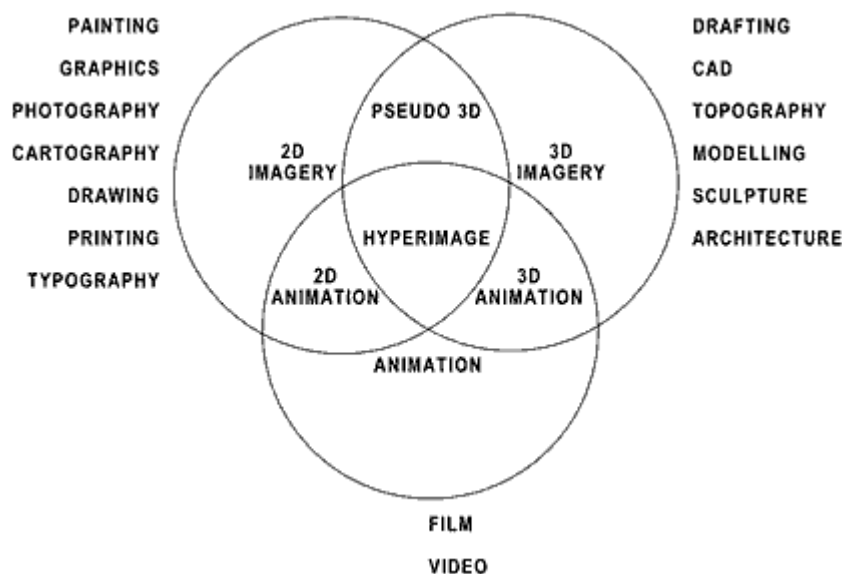 PAINTING
GRAPHICS
PHOTOGRAPHY
CARTOGRAPHY
DRAWING
PRINTING
TYPOGRAPHY
PSEUDO 3D
2D
IMAGERY
3D
IMAGERY
HYPERIMAGE
2D
ANIMATION
3D
ANIMATION
ANIMATION
DRAFTING
CAD
TOPOGRAPHY
MODELLING
SCULPTURE
ARCHITECTURE
FILM
VIDEO